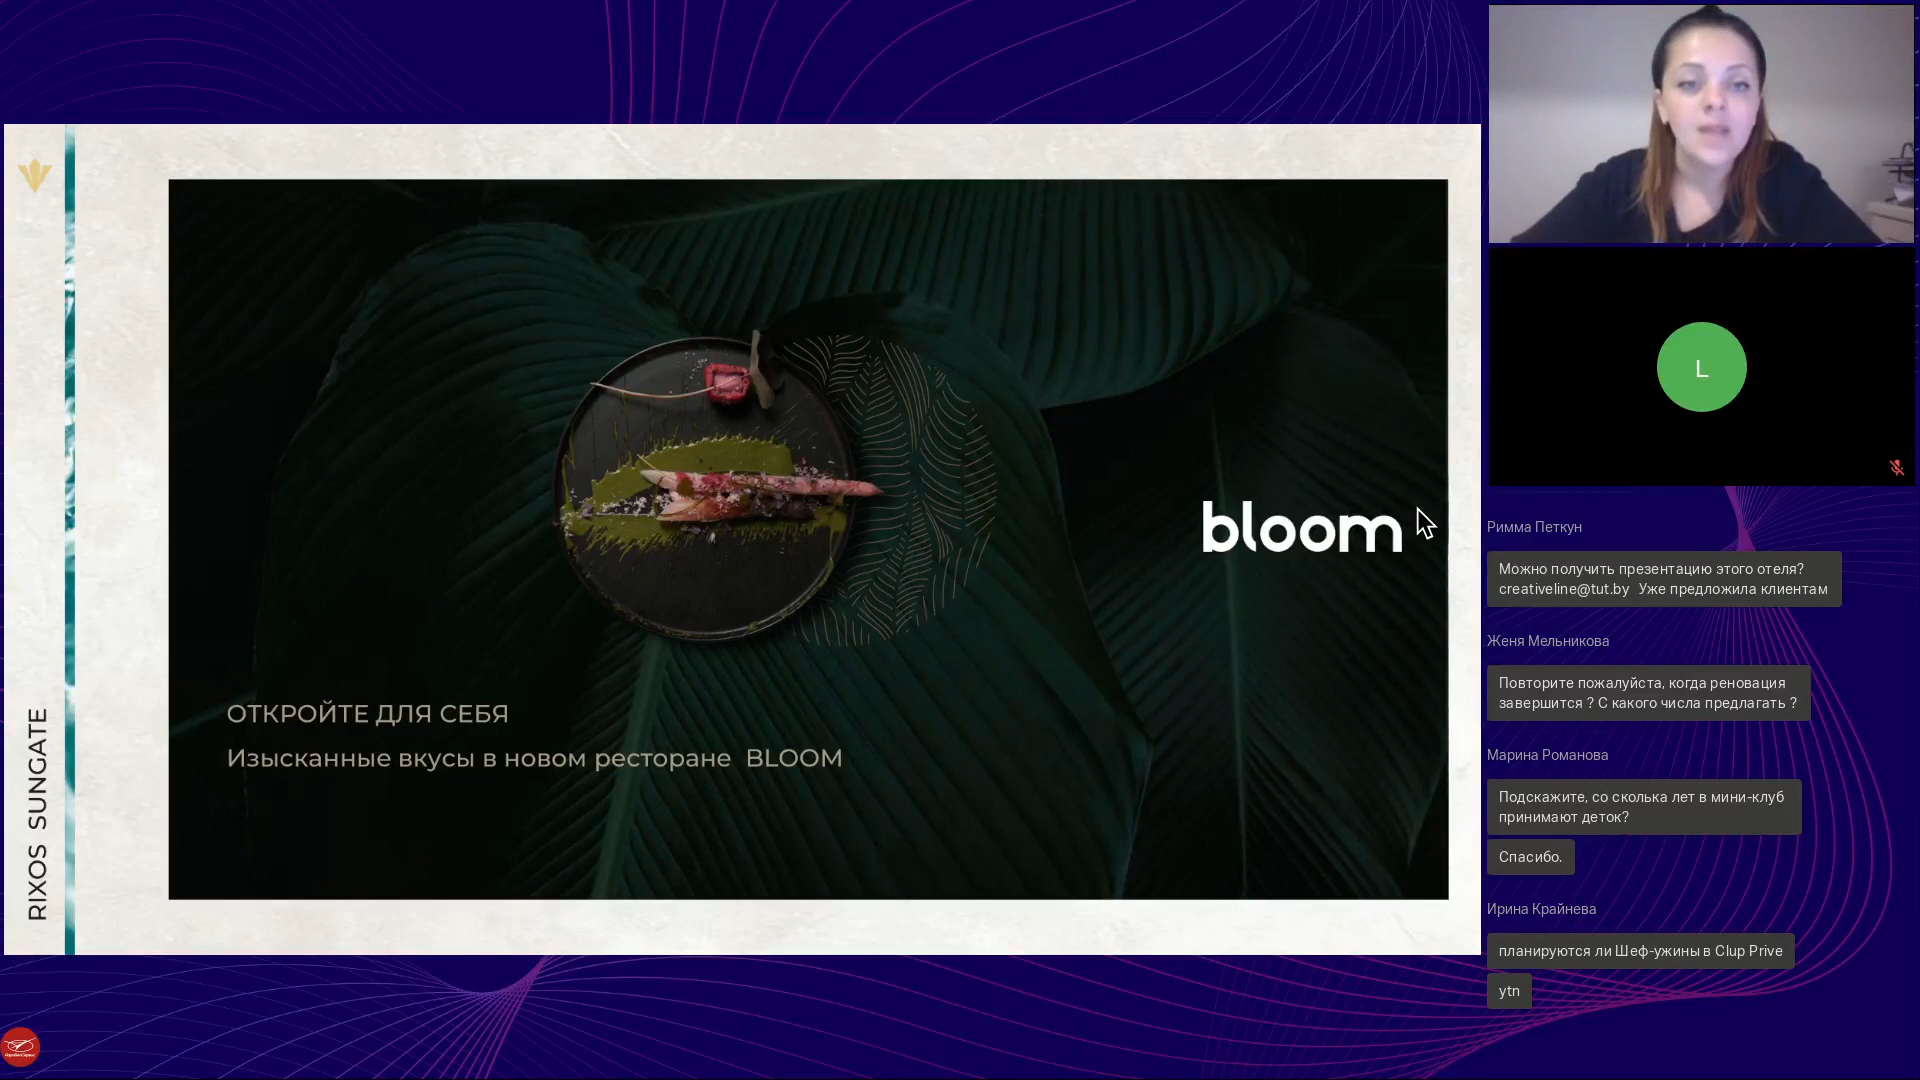 RIXOS SUNGATE
bloom
ОТКРОЙТЕ ДЛЯ СЕБЯ
Изысканные вкусы в новом ресторане BLOOM
L
Римма Петкун
Можно получить презентацию этого отеля?
creativeline@tut.by Уже предложила клиентам
Женя Мельникова
Повторите пожалуйста, когда реновация
завершится ? С какого числа предлагать ?
Марина Романова
Подскажите, со сколька лет в мини-клуб
принимают деток?
Спасибо.
Ирина Крайнева
планируются ли Шеф-ужины в Clup Prive
ytn